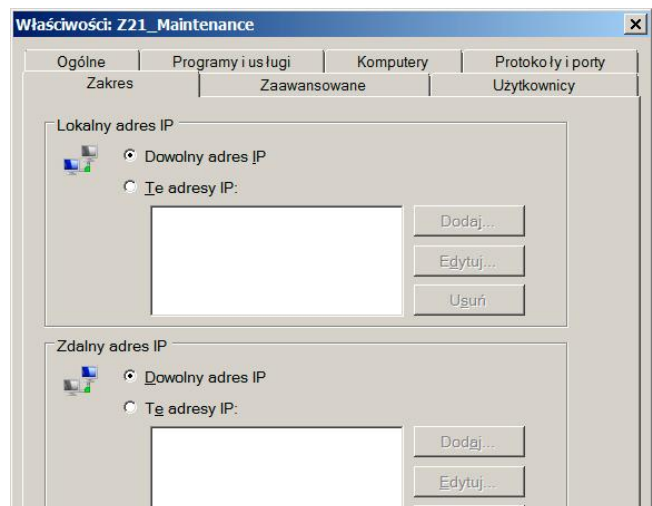 Właściwości: Z21_Maintenance
Ogólne Programy i usługi Komputery Protokoły i porty
Zakres Zaawansowane Użytkownicy
Lokalny adres IP
Dowolny adres IP
Te adresy IP:
Dodaj...
Edytuj...
Usuń
Zdalny adres IP
Dowolny adres IP
Te adresy IP:
Dodaj...
Edytuj...